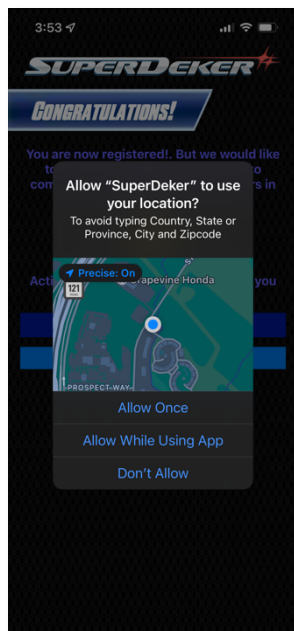 3:53
SUPERDEKER
CONGRATULATIONS!
You are now registered!. But we would like
Allow “SuperDeker” to use
your location?
To avoid typing Country, State or
Province, City and Zipcode
Precise: On
121
Grapevine Honda
you
PROSPECT WAY
Allow Once
Allow While Using App
Don’t Allow